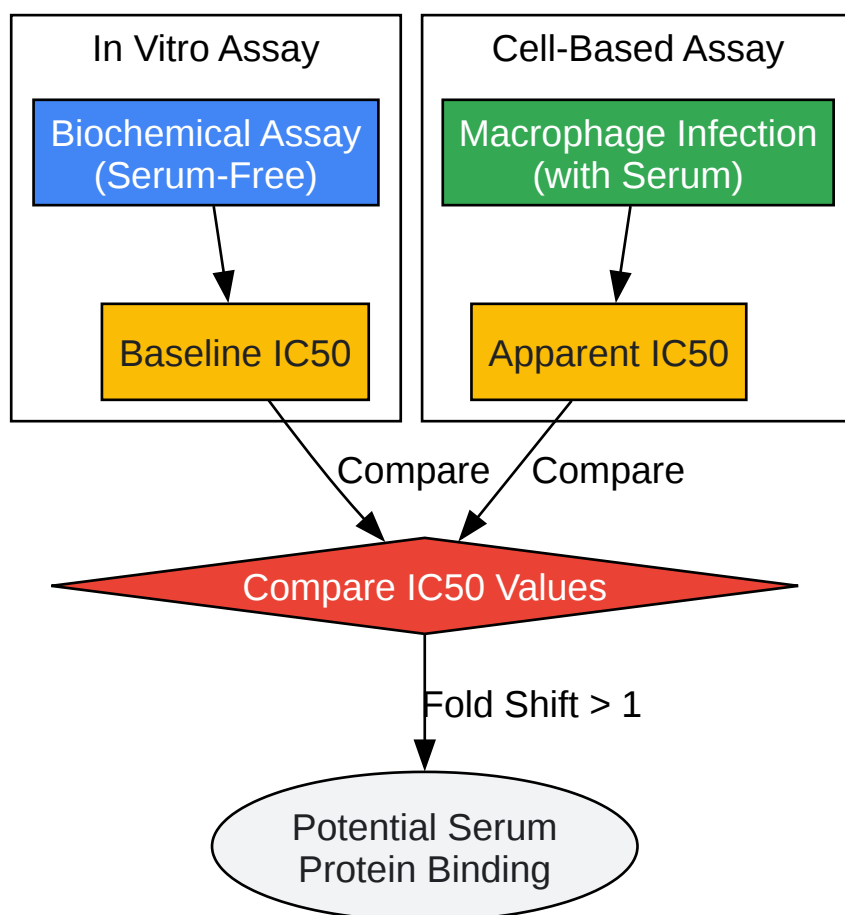 In Vitro Assay
Cell-Based Assay
Biochemical Assay
(Serum-Free)
Macrophage Infection
(with Serum)
Baseline IC50
Apparent IC50
Compare
Compare
Compare IC50 Values
Fold Shift > 1
Potential Serum
Protein Binding